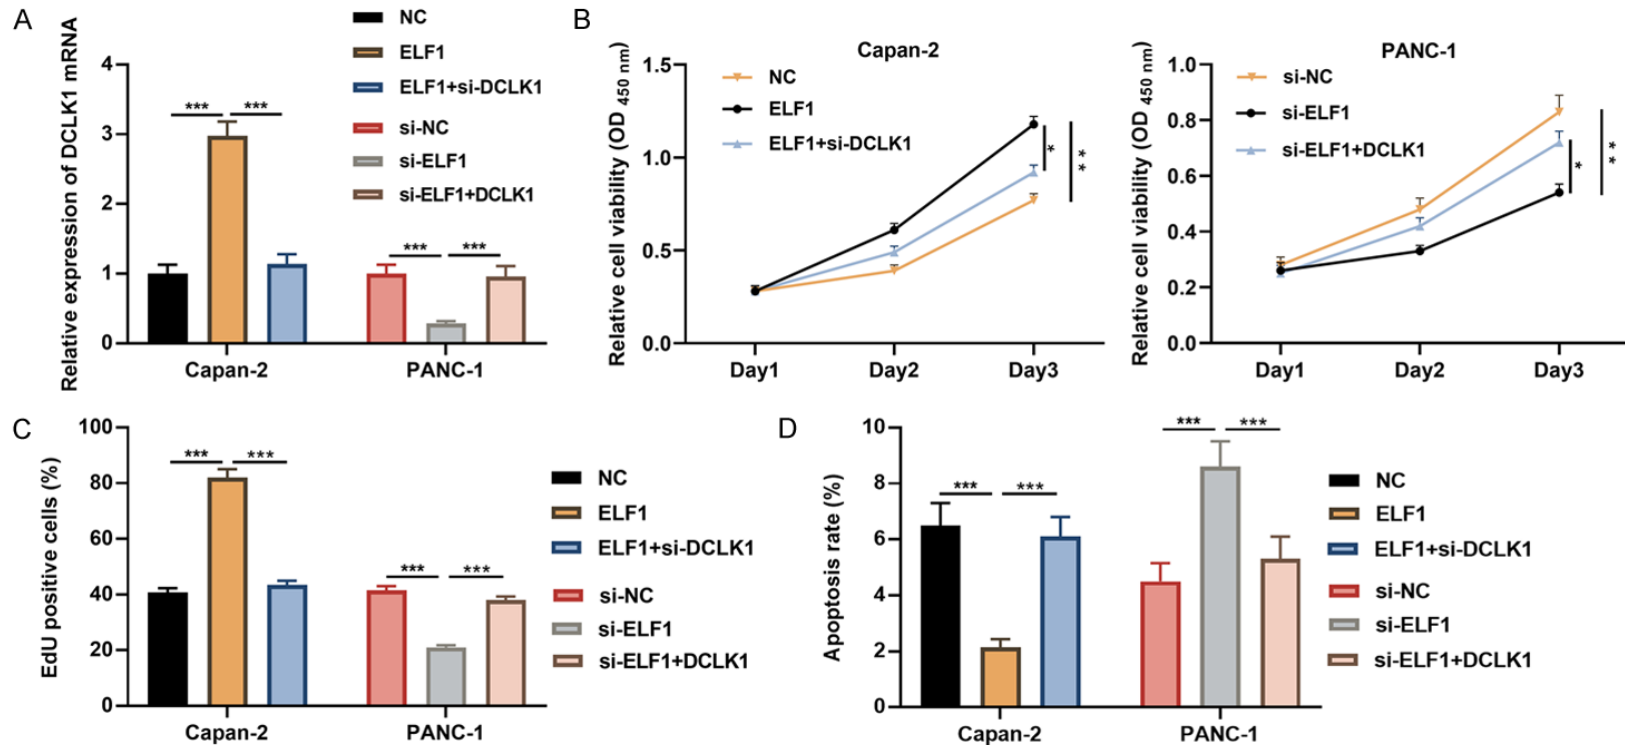 A
Relative expression of DCLK1 mRNA
4
3
2
1
0
***
***
***
***
Capan-2
PANC-1
NC
ELF1
ELF1+si-DCLK1
si-NC
si-ELF1
si-ELF1+DCLK1
B
Capan-2
Relative cell viability (OD 450 nm)
1.5
1.0
0.5
0.0
NC
ELF1
ELF1+si-DCLK1
*
**
Day1
Day2
Day3
PANC-1
Relative cell viability (OD 450 nm)
1.0
0.8
0.6
0.4
0.2
0.0
si-NC
si-ELF1
si-ELF1+DCLK1
*
**
Day1
Day2
Day3
C
EdU positive cells (%)
100
80
60
40
20
0
***
***
***
***
Capan-2
PANC-1
NC
ELF1
ELF1+si-DCLK1
si-NC
si-ELF1
si-ELF1+DCLK1
D
Apoptosis rate (%)
10
8
6
4
2
0
***
***
***
***
Capan-2
PANC-1
NC
ELF1
ELF1+si-DCLK1
si-NC
si-ELF1
si-ELF1+DCLK1